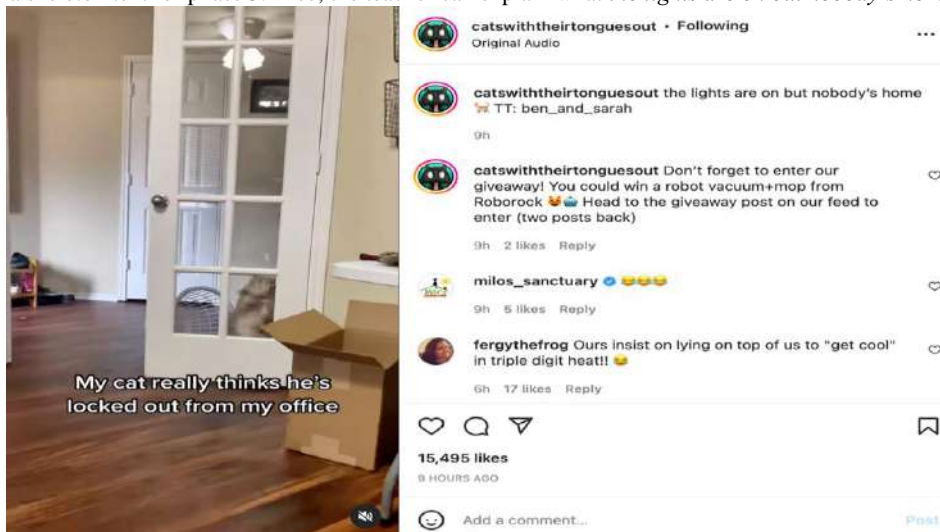 catswiththeirtonguesout • Following
Original Audio
catswiththeirtonguesout the lights are on but nobody's home
🐈 TT: ben_and_sarah
9h
catswiththeirtonguesout Don't forget to enter our
giveaway! You could win a robot vacuum+mop from
Roborock 😺🤖 Head to the giveaway post on our feed to
enter (two posts back)
9h 2 likes Reply
milos_sanctuary 😂😂😂
9h 5 likes Reply
fergythefrog Ours insist on lying on top of us to "get cool"
in triple digit heat!! 😂
6h 17 likes Reply
My cat really thinks he's
locked out from my office
15,495 likes
9 HOURS AGO
Add a comment...
Post